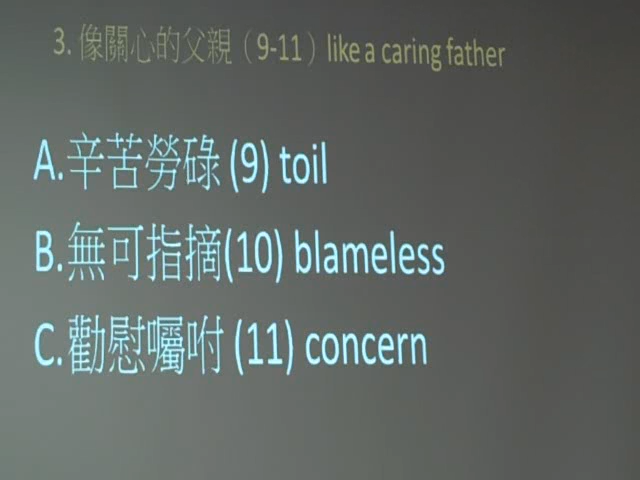 3. 像關心的父親（9-11）like a caring father
A.辛苦勞碌 (9) toil
B.無可指摘(10) blameless
C.勸慰囑咐 (11) concern